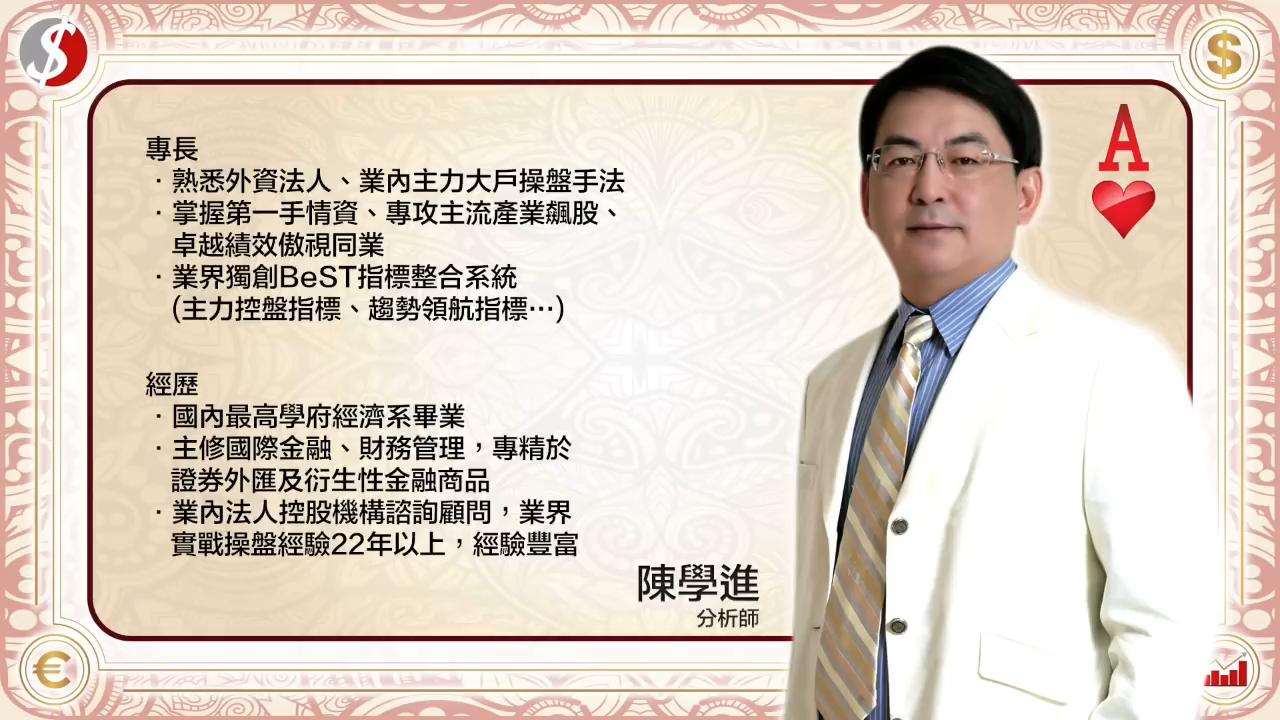 專長
·熟悉外資法人、業內主力大戶操盤手法
·掌握第一手情資、專攻主流產業飆股、
卓越績效傲視同業
·業界獨創BeST指標整合系統
(主力控盤指標、趨勢領航指標…)
經歷
·國內最高學府經濟系畢業
·主修國際金融、財務管理，專精於
證券外匯及衍生性金融商品
·業內法人控股機構諮詢顧問，業界
實戰操盤經驗22年以上，經驗豐富
陳學進
分析師
A
$
$
€